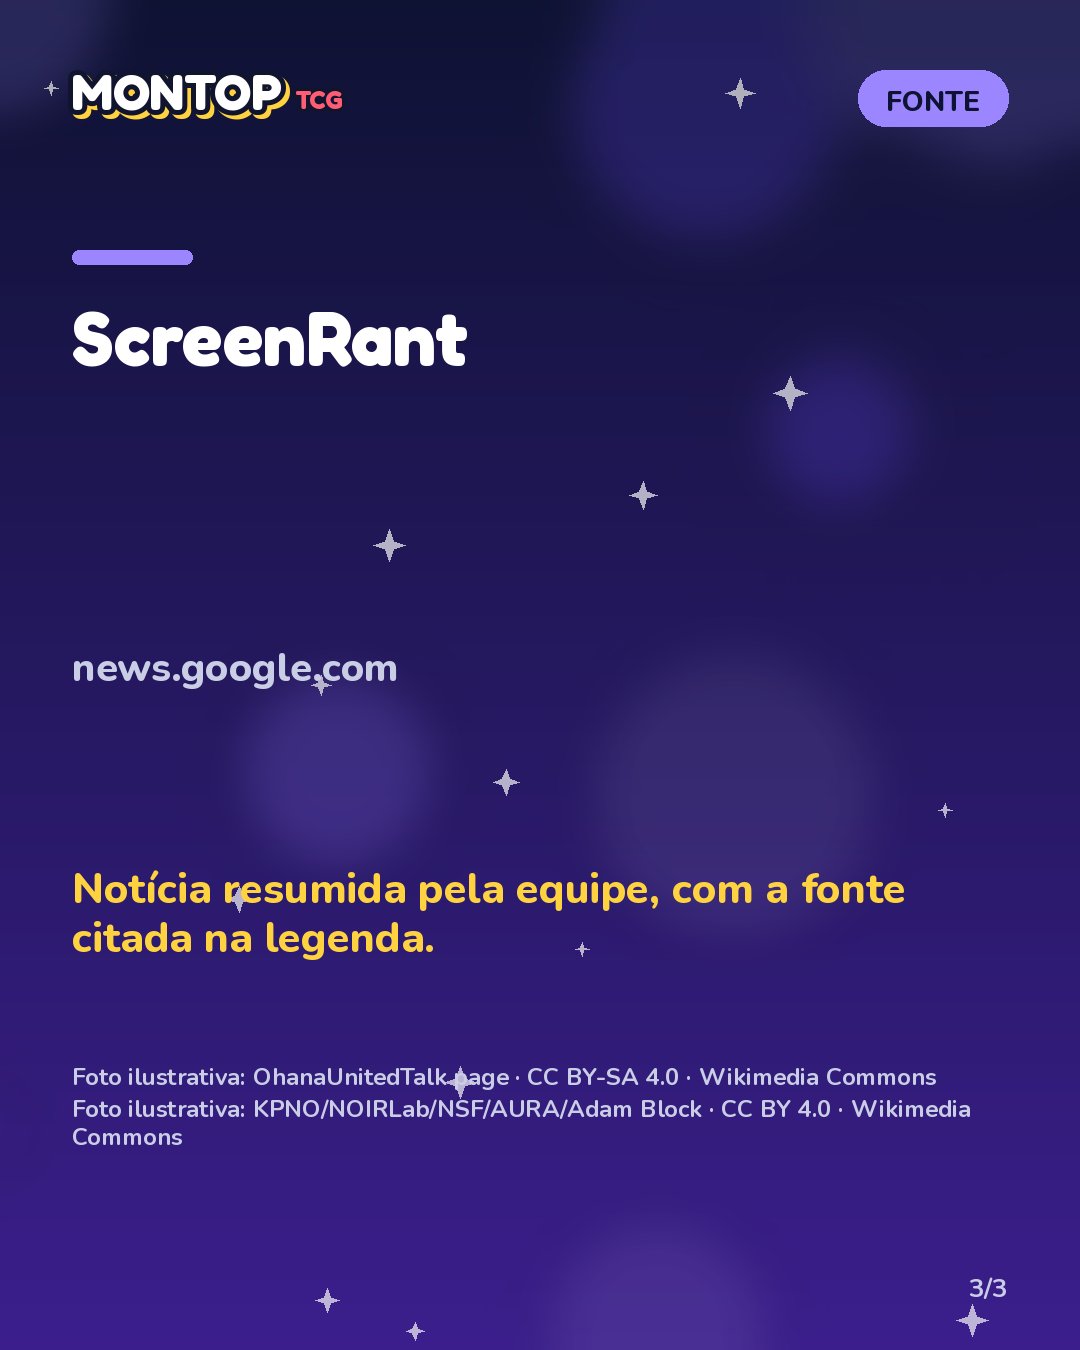 MONTOP TCG
FONTE
ScreenRant
news.google.com
Notícia resumida pela equipe, com a fonte
citada na legenda.
Foto ilustrativa: OhanaUnitedTalk page · CC BY-SA 4.0 · Wikimedia Commons
Foto ilustrativa: KPNO/NOIRLab/NSF/AURA/Adam Block · CC BY 4.0 · Wikimedia
Commons
3/3